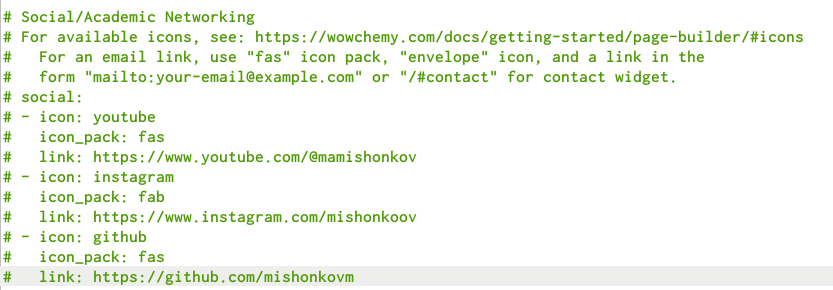 # Social/Academic Networking
# For available icons, see: https://wowchemy.com/docs/getting-started/page-builder/#icons
#   For an email link, use "fas" icon pack, "envelope" icon, and a link in the
#   form "mailto:your-email@example.com" or "/#contact" for contact widget.
# social:
# - icon: youtube
#   icon_pack: fas
#   link: https://www.youtube.com/@mamishonkov
# - icon: instagram
#   icon_pack: fab
#   link: https://www.instagram.com/mishonkoov
# - icon: github
#   icon_pack: fas
#   link: https://github.com/mishonkovm